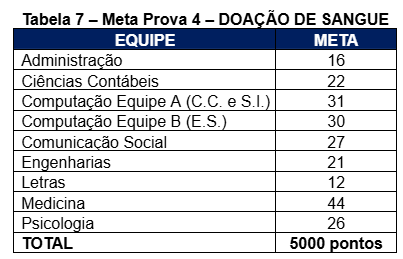 Tabela 7 – Meta Prova 4 – DOAÇÃO DE SANGUE
EQUIPE META
Administração 16
Ciências Contábeis 22
Computação Equipe A (C.C. e S.I.) 31
Computação Equipe B (E.S.) 30
Comunicação Social 27
Engenharias 21
Letras 12
Medicina 44
Psicologia 26
TOTAL 5000 pontos